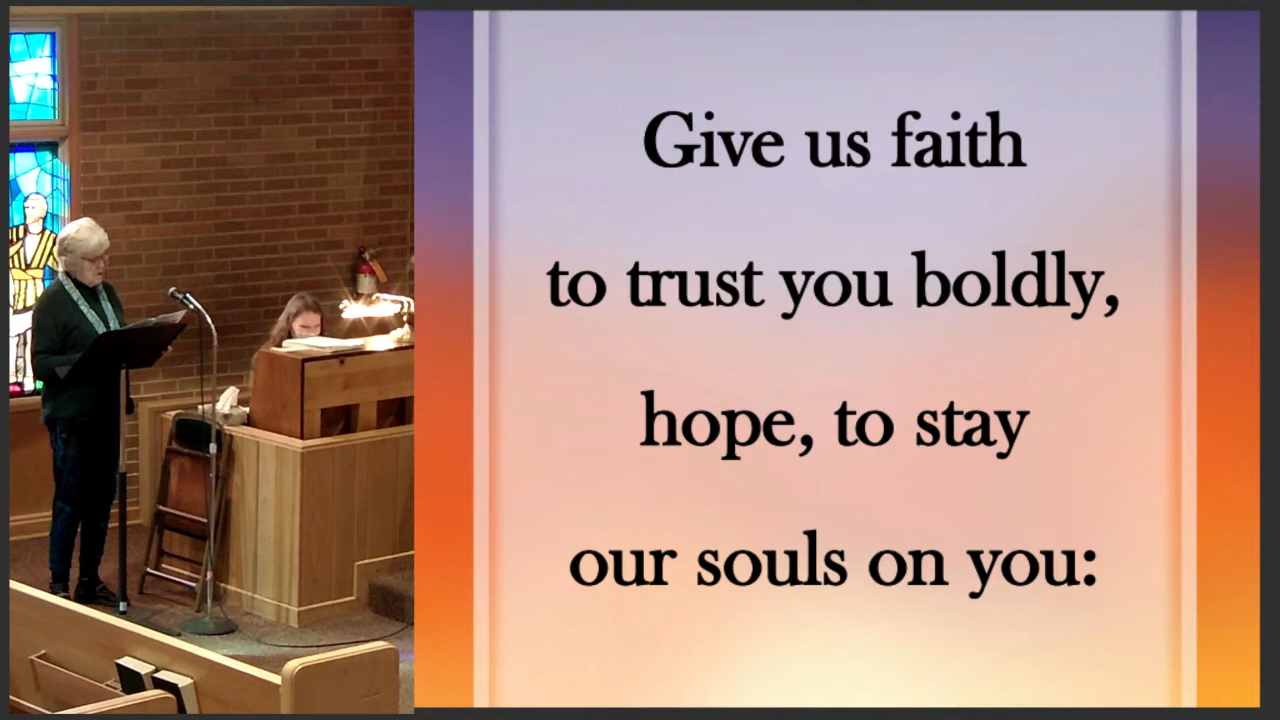 Give us faith
to trust you boldly,
hope, to stay
our souls on you: